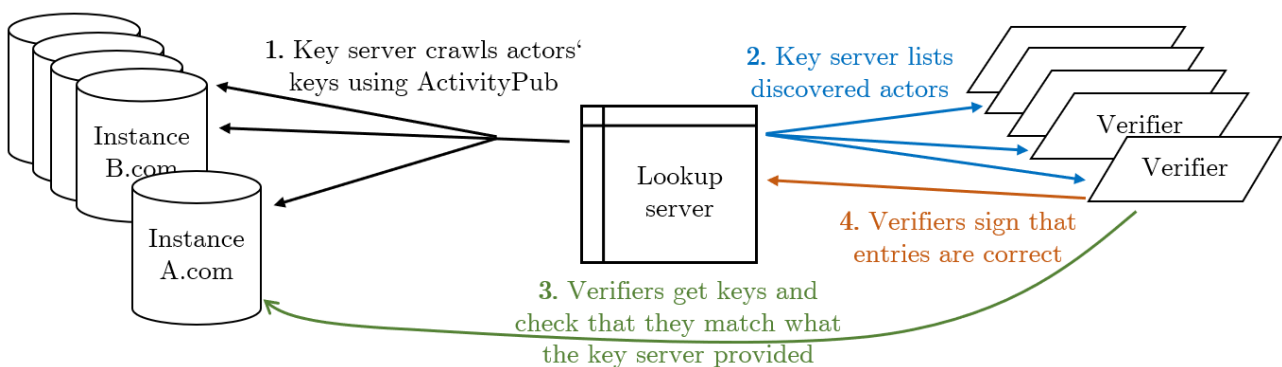 1. Key server crawls actors‘
keys using ActivityPub
2. Key server lists
discovered actors
Instance
B.com
Instance
A.com
Lookup
server
Verifier
Verifier
4. Verifiers sign that
entries are correct
3. Verifiers get keys and
check that they match what
the key server provided